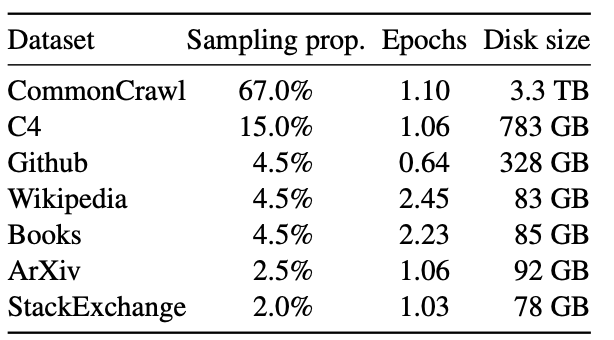 Dataset Sampling prop. Epochs Disk size
CommonCrawl 67.0% 1.10 3.3 TB
C4 15.0% 1.06 783 GB
Github 4.5% 0.64 328 GB
Wikipedia 4.5% 2.45 83 GB
Books 4.5% 2.23 85 GB
ArXiv 2.5% 1.06 92 GB
StackExchange 2.0% 1.03 78 GB